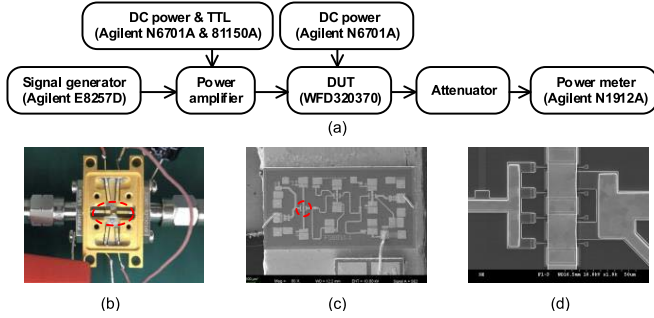 DC power & TTL
(Agilent N6701A & 81150A)
DC power
(Agilent N6701A)
Signal generator
(Agilent E8257D)
Power
amplifier
DUT
(WFD320370)
Attenuator
Power meter
(Agilent N1912A)
(a)
(b)
(c)
(d)